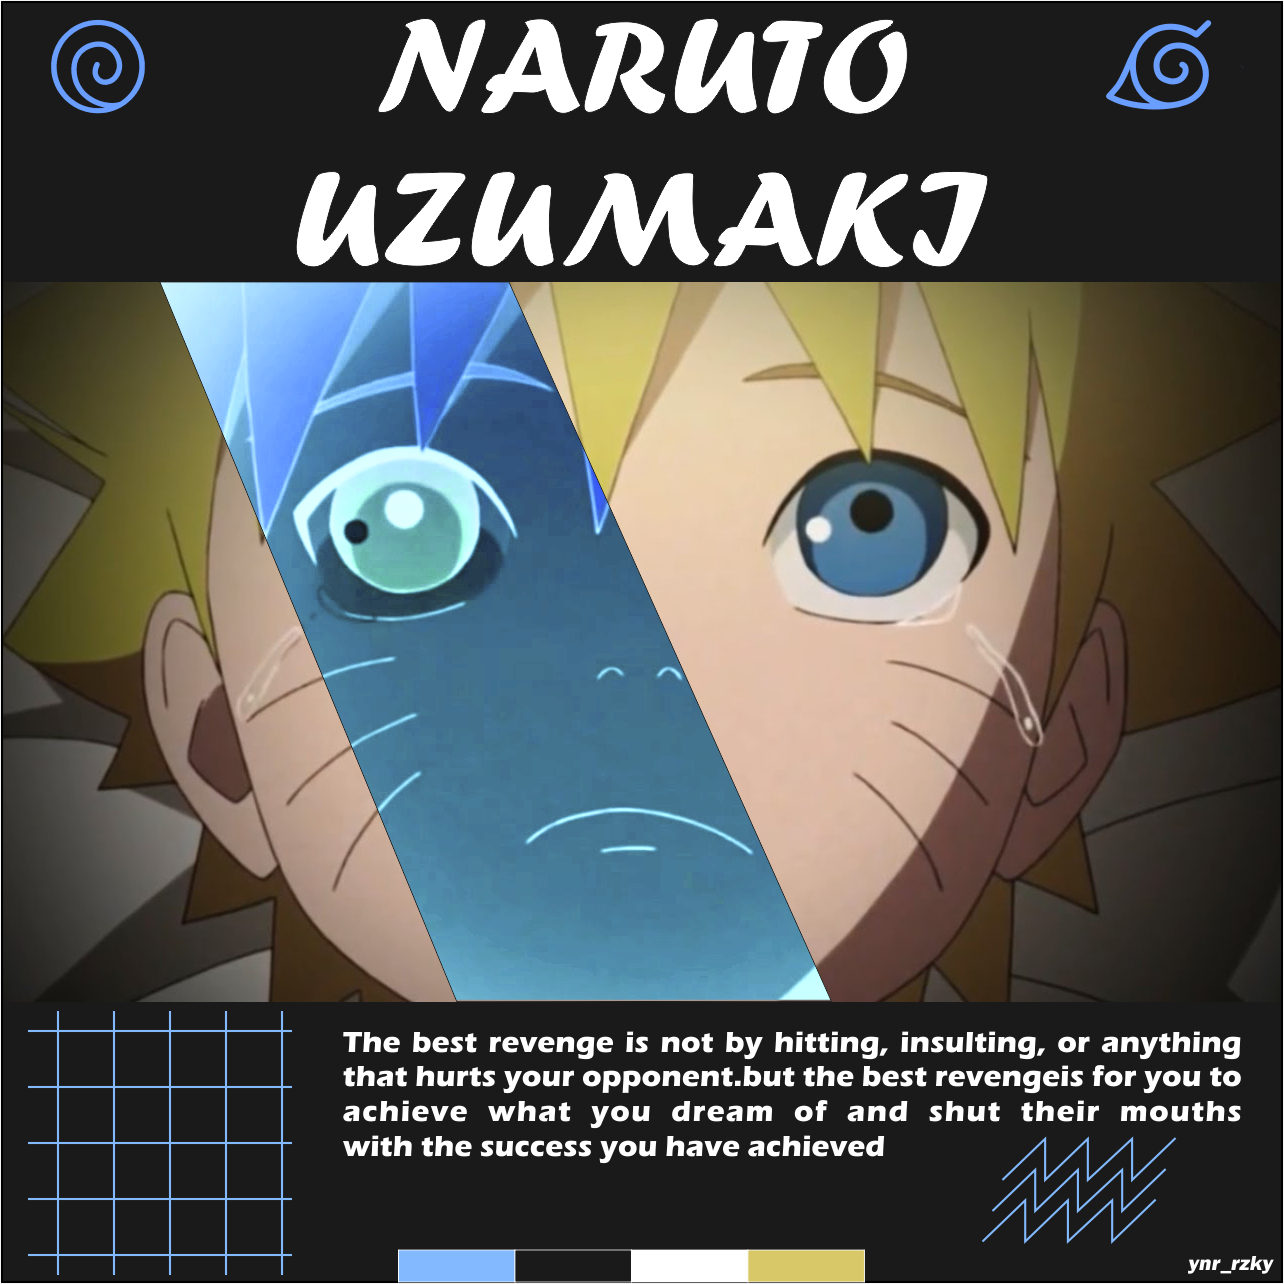 NARUTO
UZUMAKI
The best revenge is not by hitting, insulting, or anything
that hurts your opponent.but the best revengeis for you to
achieve what you dream of and shut their mouths
with the success you have achieved
ynr_rzky